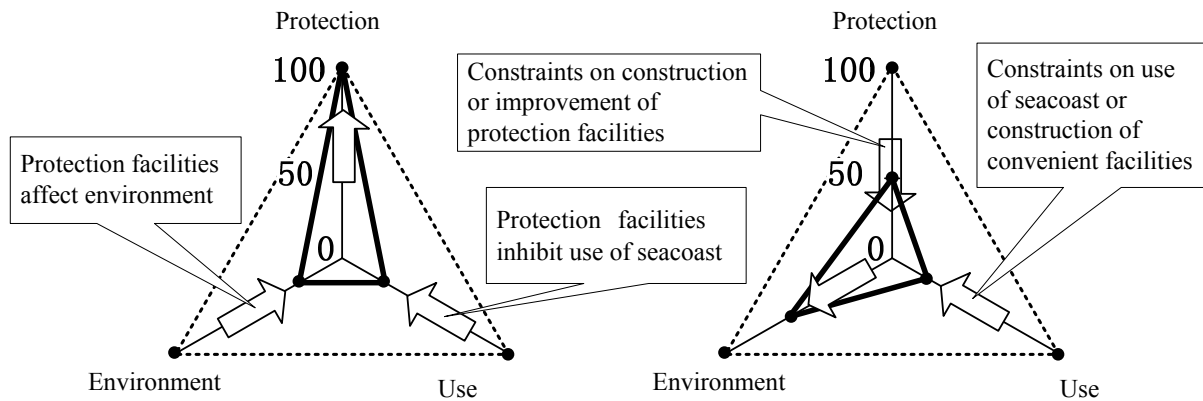 Protection
100
50
0
Protection facilities
affect environment
Protection facilities
inhibit use of seacoast
Environment
Use
Protection
100
50
0
Constraints on construction
or improvement of
protection facilities
Constraints on use
of seacoast or
construction of
convenient facilities
Environment
Use